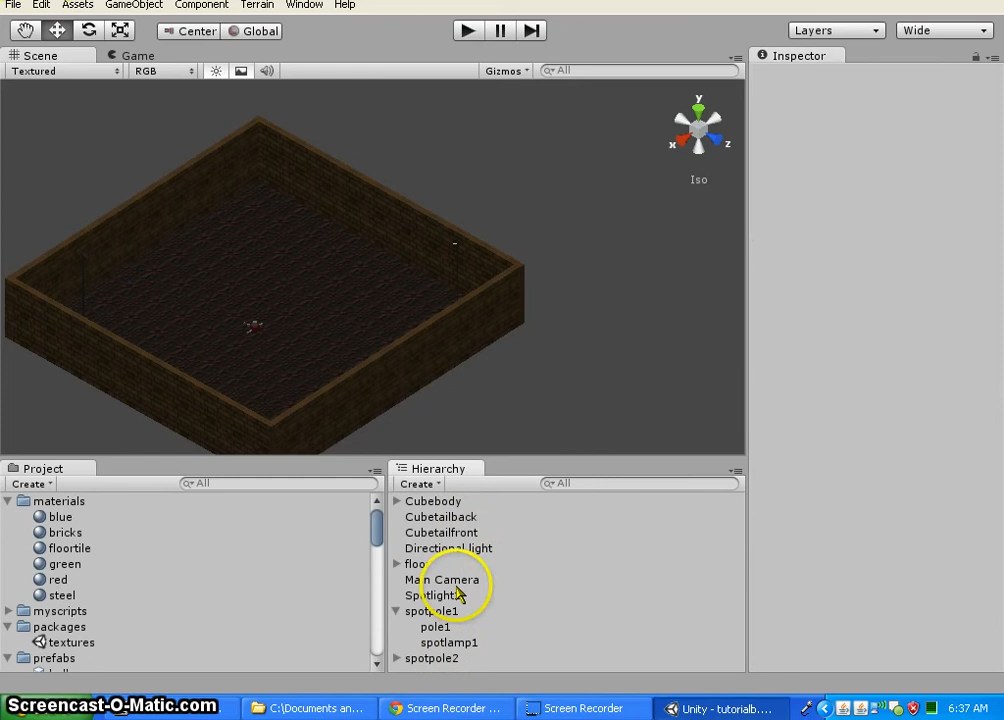 File Edit Assets GameObject Component Terrain Window Help
Center Global Layers Wide
Scene Game Inspector
Textured RGB Gizmos All
y
x z
Iso
Project Hierarchy
Create All Create All
materials
blue
bricks
floortile
green
red
steel
myscripts
packages
textures
prefabs
Cubebody
Cubetailback
Cubetailfront
Directional light
Main Camera
spotpole1
pole1
spotlamp1
spotpole2
Screencast-O-Matic.com C:\Documents an... Screen Recorder ... Screen Recorder Unity - tutorialb... 6:37 AM